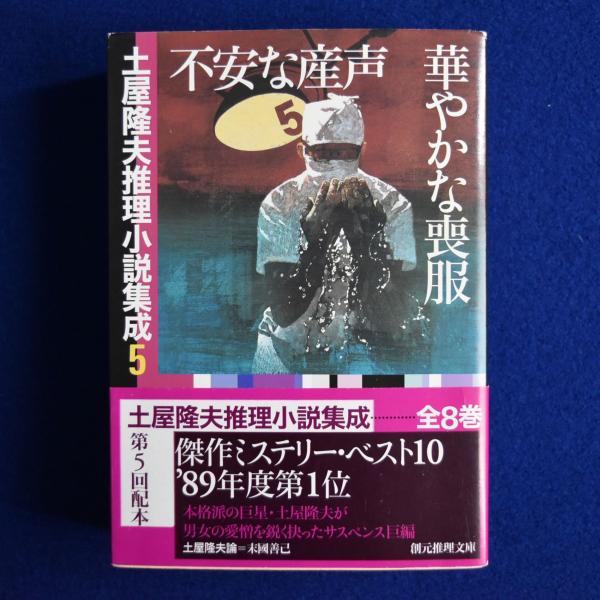 華やかな喪服
不安な産声
5
土屋隆夫推理小説集成5
土屋隆夫推理小説集成…………全8巻
第5回配本
傑作ミステリー・ベスト10
'89年度第1位
本格派の巨星・土屋隆夫が
男女の愛憎を鋭く抉ったサスペンス巨編
土屋隆夫論=末國善己
創元推理文庫